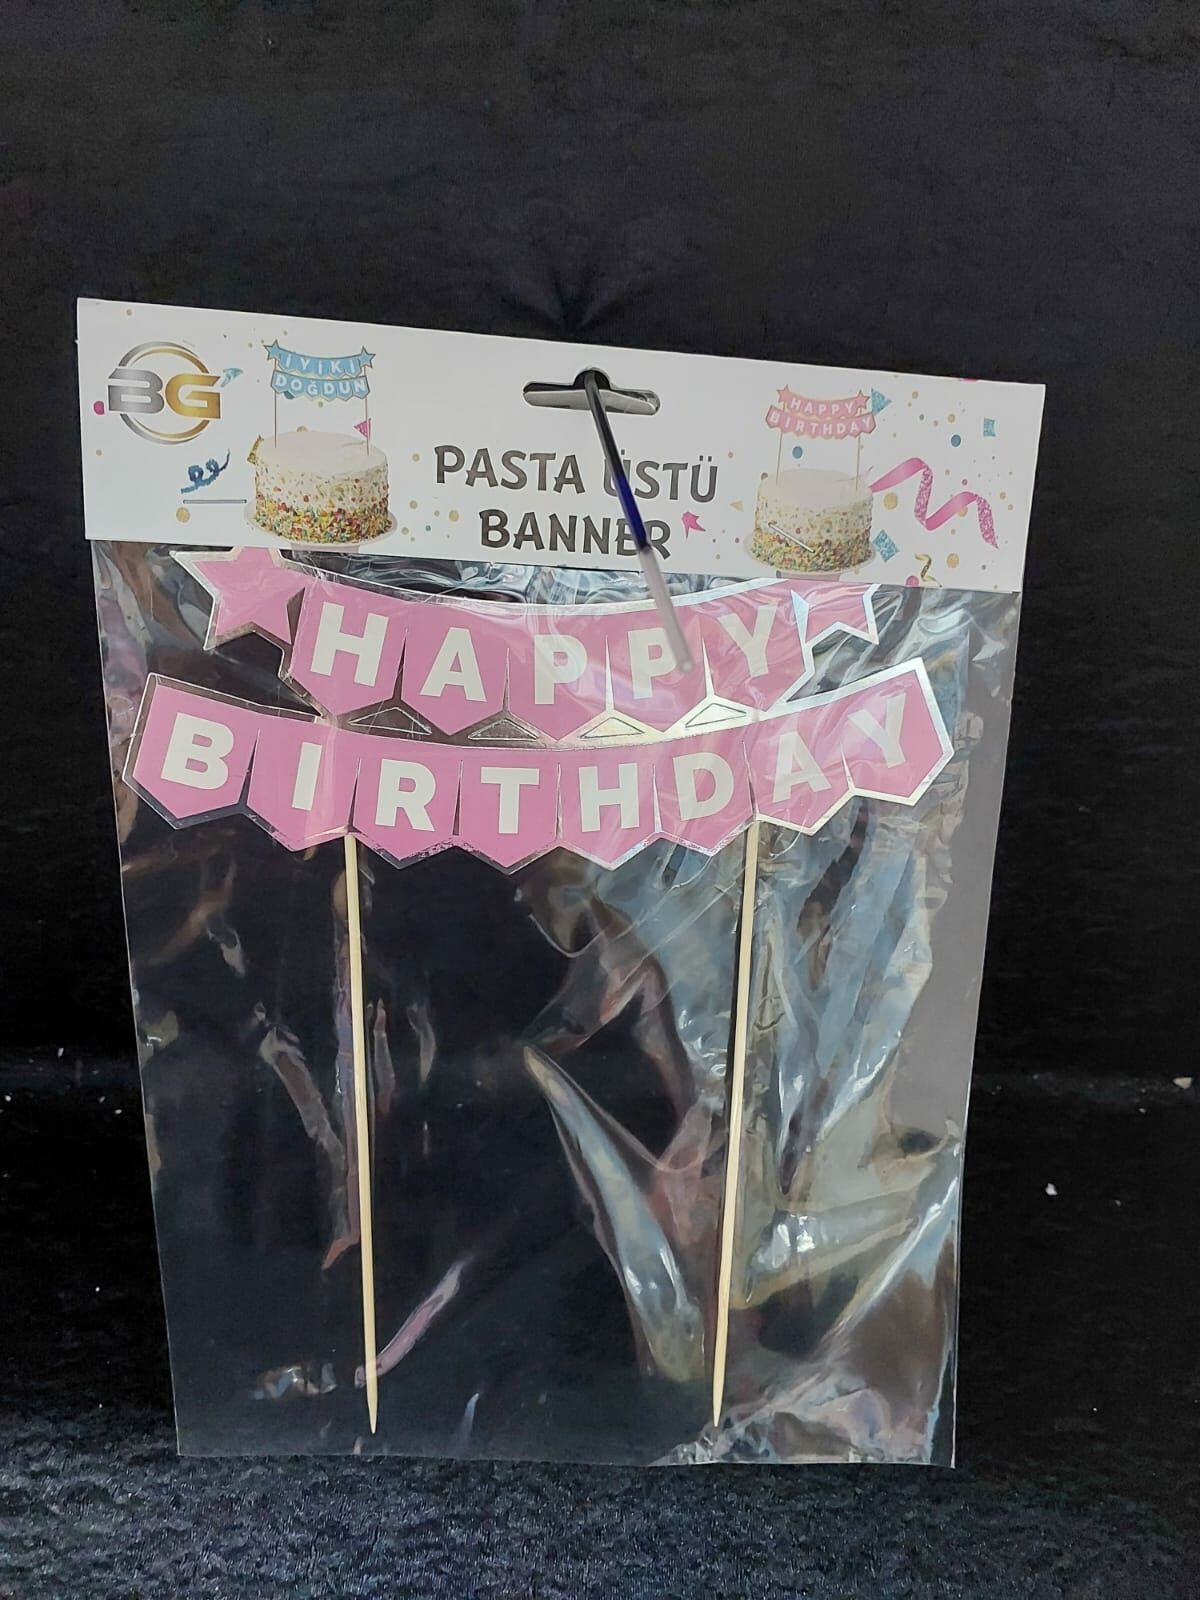 BG
İYİKİ
DOĞDUN
HAPPY
BIRTHDAY
PASTA ÜSTÜ
BANNER
HAPPY
BIRTHDAY